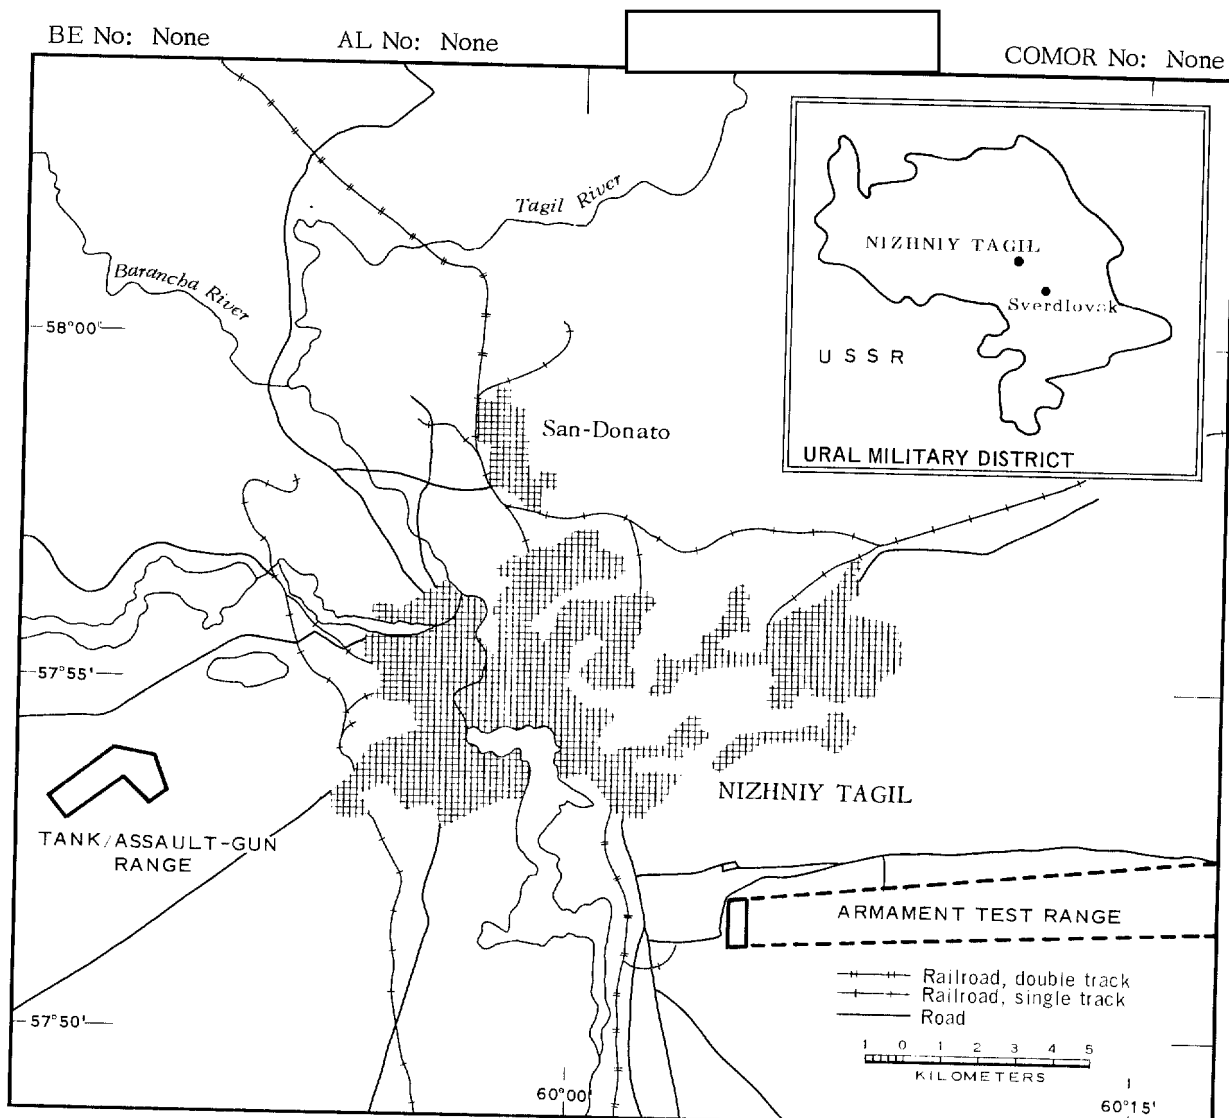 BE No: None AL No: None COMOR No: None
Tagil River
Barancha River
58°00'
NIZHNIY TAGIL
Sverdlovsk
USSR
URAL MILITARY DISTRICT
San-Donato
57°55'
NIZHNIY TAGIL
TANK/ASSAULT-GUN
RANGE
ARMAMENT TEST RANGE
Railroad, double track
Railroad, single track
Road
57°50'
1 0 1 2 3 4 5
KILOMETERS
60°00'
60°15'